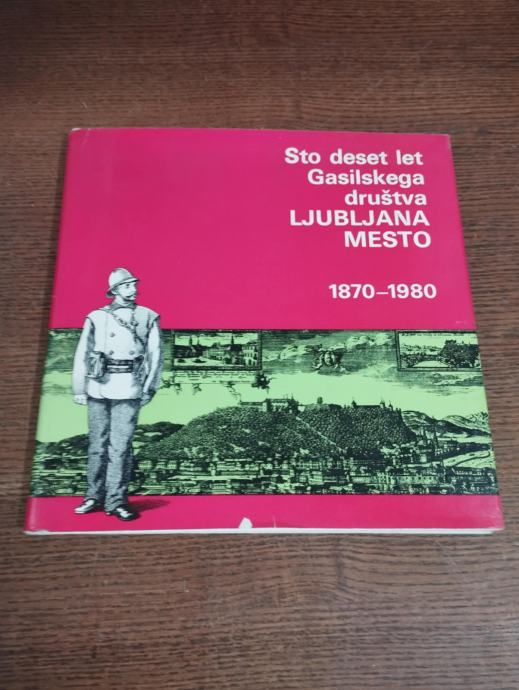 Sto deset let
Gasilskega
društva
LJUBLJANA
MESTO
1870–1980